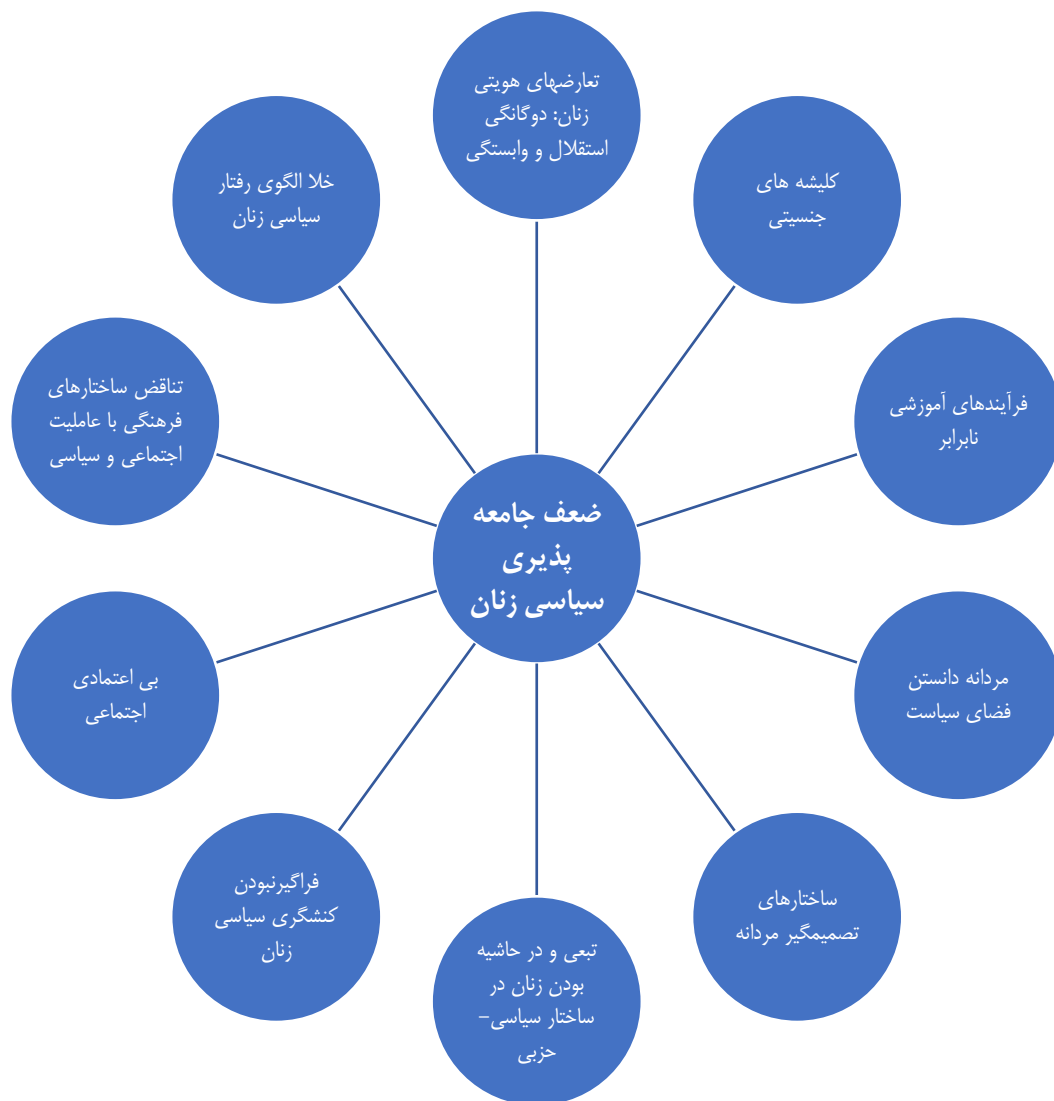 تعارضهای هویتی
زنان: دوگانگی
استقلال و وابستگی
کلیشه های
جنسیتی
فرآیندهای آموزشی
نابرابر
مردانه دانستن
فضای سیاست
ساختارهای
تصمیمگیر مردانه
تبعی و در حاشیه
بودن زنان در
ساختار سیاسی-
حزبی
فراگیرنبودن
کنشگری سیاسی
زنان
بی اعتمادی
اجتماعی
تناقض ساختارهای
فرهنگی با عاملیت
اجتماعی و سیاسی
خلا الگوی رفتار
سیاسی زنان
ضعف جامعه
پذیری
سیاسی زنان